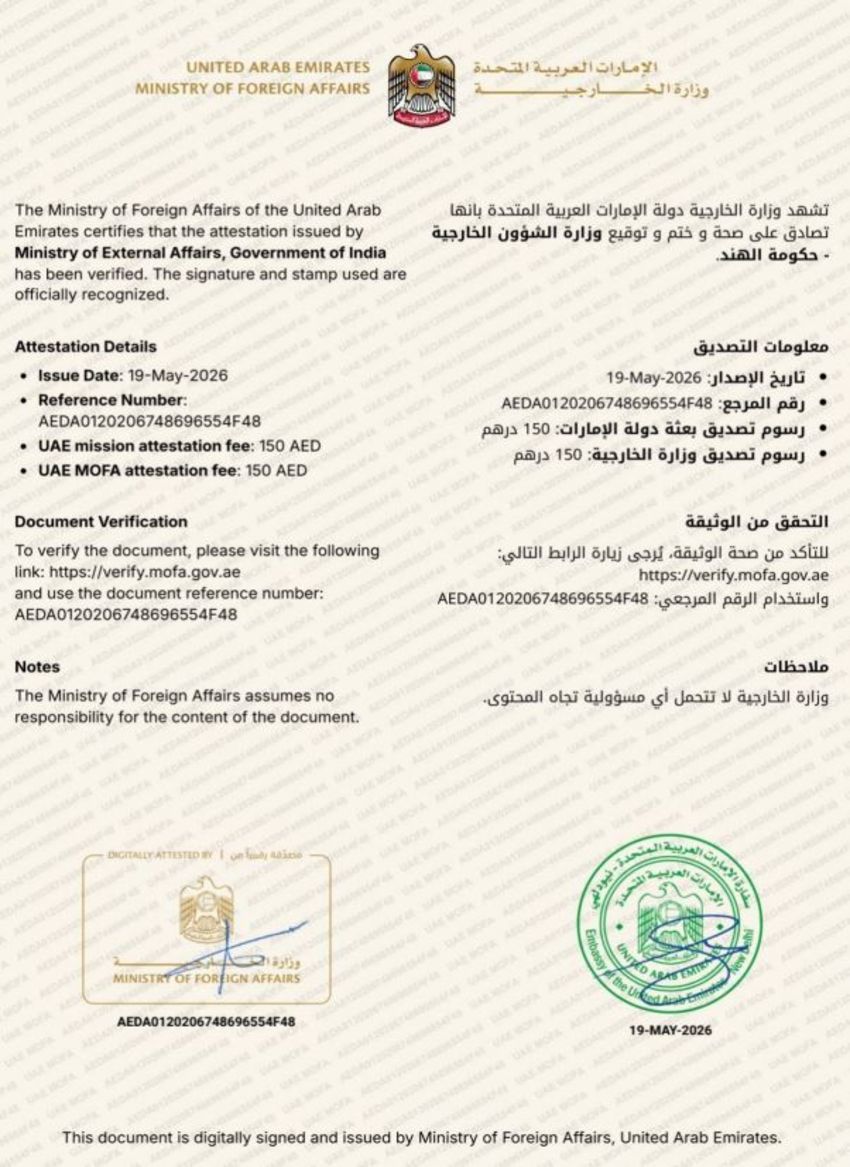 UNITED ARAB EMIRATES
MINISTRY OF FOREIGN AFFAIRS
الإمارات العربية المتحدة
وزارة الخارجية
The Ministry of Foreign Affairs of the United Arab
Emirates certifies that the attestation issued by
Ministry of External Affairs, Government of India
has been verified. The signature and stamp used are
officially recognized.
تشهد وزارة الخارجية دولة الإمارات العربية المتحدة بانها
تصادق على صحة و ختم و توقيع وزارة الشؤون الخارجية
- حكومة الهند.
Attestation Details
• Issue Date: 19-May-2026
• Reference Number:
AEDA0120206748696554F48
• UAE mission attestation fee: 150 AED
• UAE MOFA attestation fee: 150 AED
معلومات التصديق
• تاريخ الإصدار: 19-May-2026
• رقم المرجع: AEDA0120206748696554F48
• رسوم تصديق بعثة دولة الإمارات: 150 درهم
• رسوم تصديق وزارة الخارجية: 150 درهم
Document Verification
To verify the document, please visit the following
link: https://verify.mofa.gov.ae
and use the document reference number:
AEDA0120206748696554F48
التحقق من الوثيقة
للتأكد من صحة الوثيقة، يُرجى زيارة الرابط التالي:
https://verify.mofa.gov.ae
واستخدام الرقم المرجعي: AEDA0120206748696554F48
Notes
The Ministry of Foreign Affairs assumes no
responsibility for the content of the document.
ملاحظات
وزارة الخارجية لا تتحمل أي مسؤولية تجاه المحتوى.
DIGITALLY ATTESTED BY | مصدّقة رقمياً من
وزارة الخارجية
MINISTRY OF FOREIGN AFFAIRS
AEDA0120206748696554F48
سفارة الإمارات العربية المتحدة - نيودلهي
الإمارات العربية المتحدة
UNITED ARAB EMIRATES
Embassy of the United Arab Emirates - New Delhi
19-MAY-2026
This document is digitally signed and issued by Ministry of Foreign Affairs, United Arab Emirates.